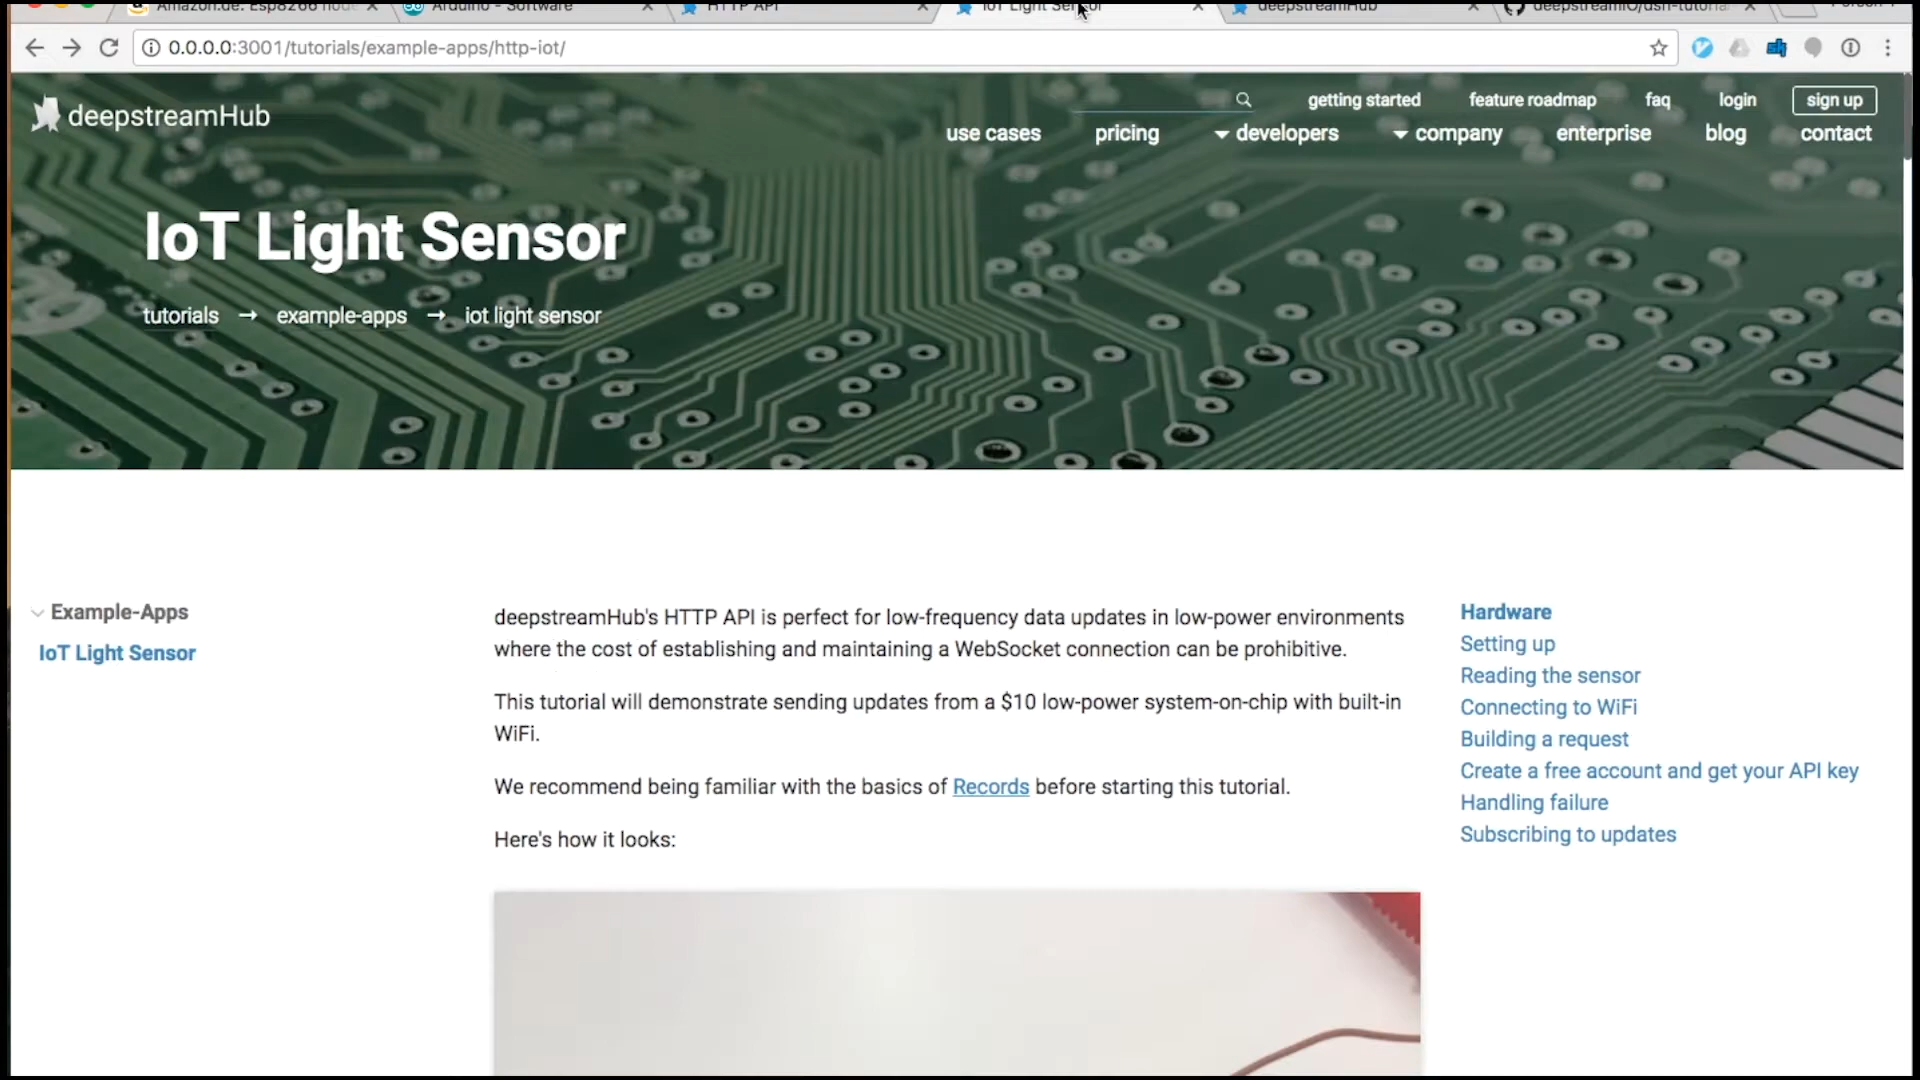 Amazon.de: Esp8266 node
Arduino - Software
HTTP API
IoT Light Sensor
deepstreamHub
deepstreamIO/dsh-tutorial
0.0.0.0:3001/tutorials/example-apps/http-iot/
deepstreamHub
getting started feature roadmap faq login sign up
use cases pricing developers company enterprise blog contact
IoT Light Sensor
tutorials → example-apps → iot light sensor
Example-Apps
IoT Light Sensor
deepstreamHub's HTTP API is perfect for low-frequency data updates in low-power environments
where the cost of establishing and maintaining a WebSocket connection can be prohibitive.
This tutorial will demonstrate sending updates from a $10 low-power system-on-chip with built-in
WiFi.
We recommend being familiar with the basics of Records before starting this tutorial.
Here's how it looks:
Hardware
Setting up
Reading the sensor
Connecting to WiFi
Building a request
Create a free account and get your API key
Handling failure
Subscribing to updates